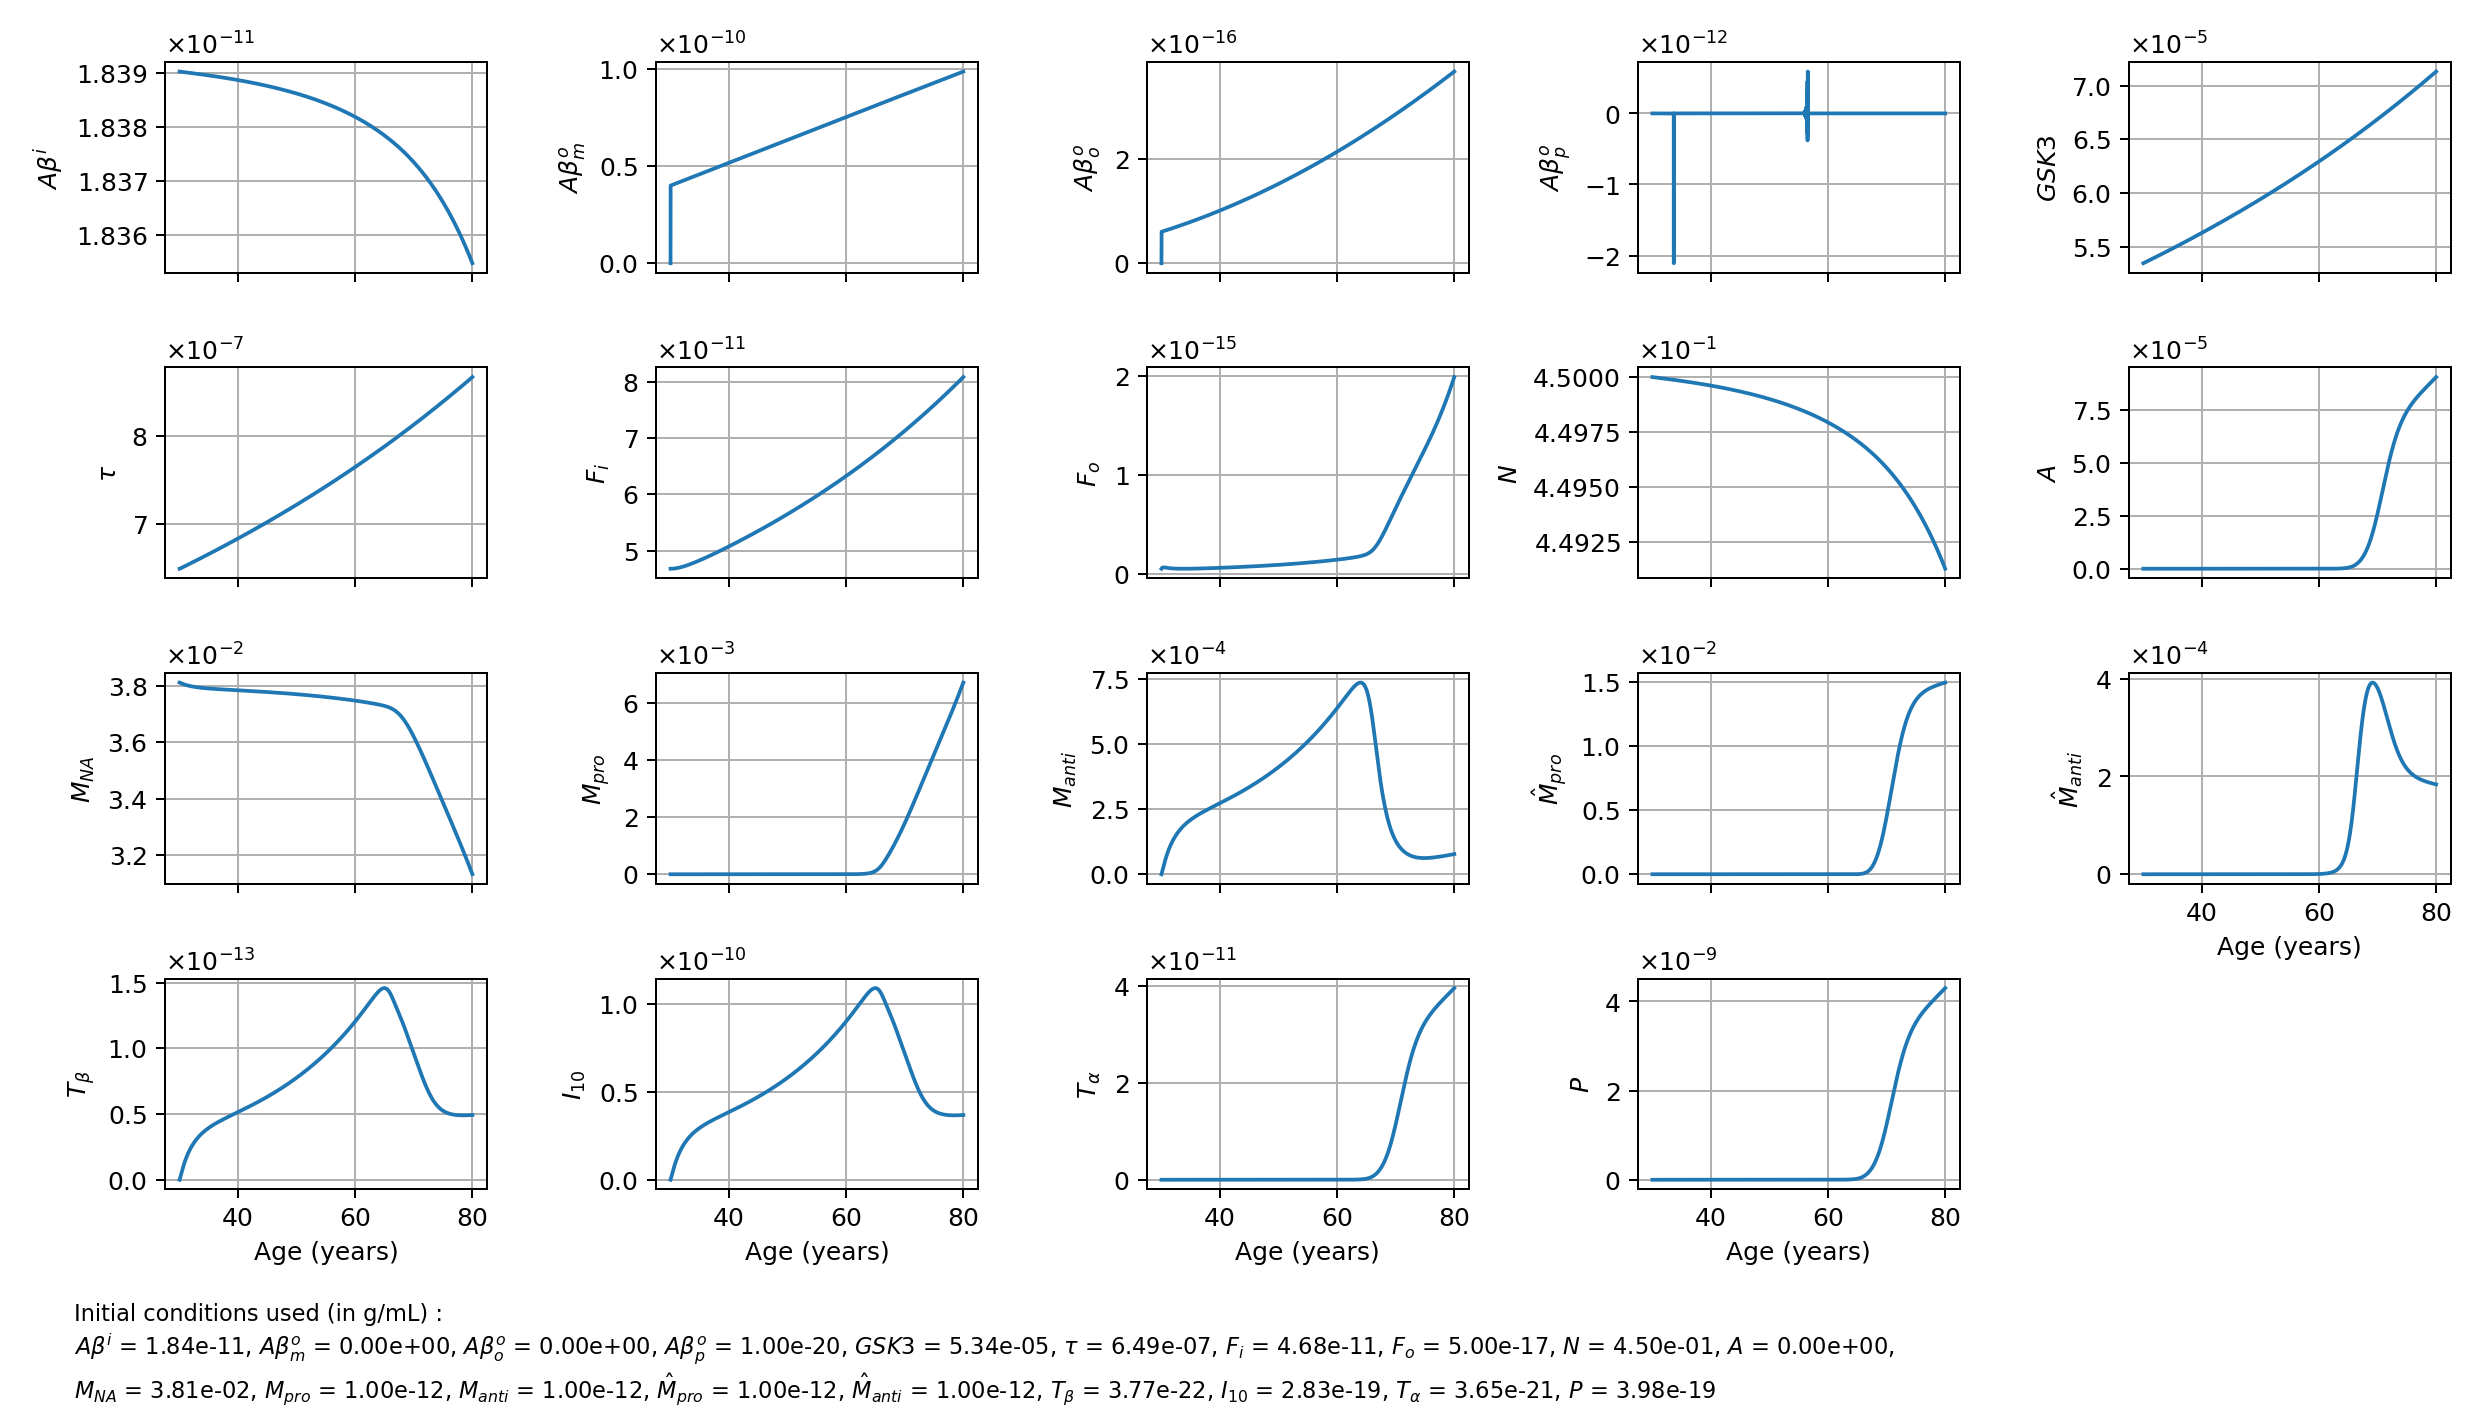 ×10⁻¹¹ ×10⁻¹⁰ ×10⁻¹⁶ ×10⁻¹² ×10⁻⁵
Aβⁱ 1.839 1.838 1.837 1.836
Aβₘᵒ 1.0 0.5 0.0
Aβₒᵒ 2 0
Aβₚᵒ 0 −1 −2
GSK3 7.0 6.5 6.0 5.5
×10⁻⁷ ×10⁻¹¹ ×10⁻¹⁵ ×10⁻¹ ×10⁻⁵
τ 8 7
Fᵢ 8 7 6 5
Fₒ 2 1 0
N 4.5000 4.4975 4.4950 4.4925
A 7.5 5.0 2.5 0.0
×10⁻² ×10⁻³ ×10⁻⁴ ×10⁻² ×10⁻⁴
M_NA 3.8 3.6 3.4 3.2
M_pro 6 4 2 0
M_anti 7.5 5.0 2.5 0.0
M̂_pro 1.5 1.0 0.5 0.0
M̂_anti 4 2 0
40 60 80
Age (years)
×10⁻¹³ ×10⁻¹⁰ ×10⁻¹¹ ×10⁻⁹
T_β 1.5 1.0 0.5 0.0
I₁₀ 1.0 0.5 0.0
T_α 4 2 0
P 4 2 0
40 60 80 40 60 80 40 60 80 40 60 80
Age (years) Age (years) Age (years) Age (years)
Initial conditions used (in g/mL) :
Aβⁱ = 1.84e-11, Aβₘᵒ = 0.00e+00, Aβₒᵒ = 0.00e+00, Aβₚᵒ = 1.00e-20, GSK3 = 5.34e-05, τ = 6.49e-07, Fᵢ = 4.68e-11, Fₒ = 5.00e-17, N = 4.50e-01, A = 0.00e+00,
M_NA = 3.81e-02, M_pro = 1.00e-12, M_anti = 1.00e-12, M̂_pro = 1.00e-12, M̂_anti = 1.00e-12, T_β = 3.77e-22, I₁₀ = 2.83e-19, T_α = 3.65e-21, P = 3.98e-19